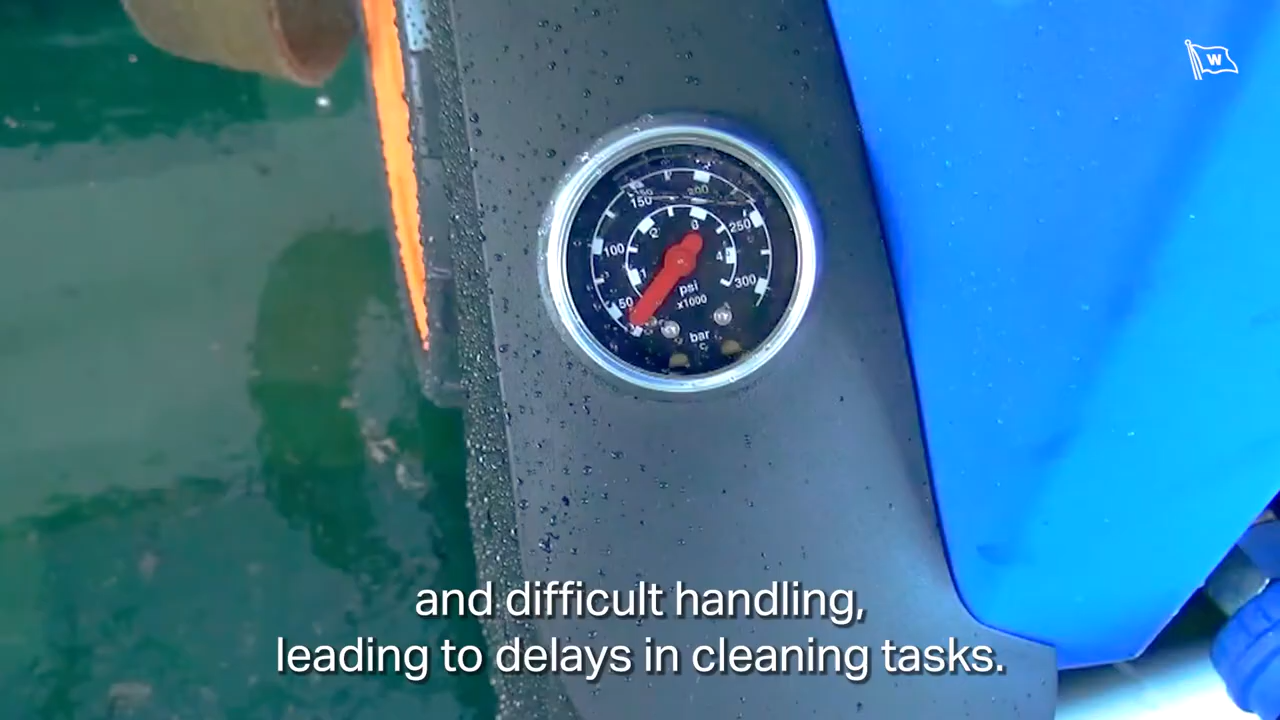 W
150
200
250
100
300
50
2
3
4
1
psi
x1000
bar
and difficult handling,
leading to delays in cleaning tasks.